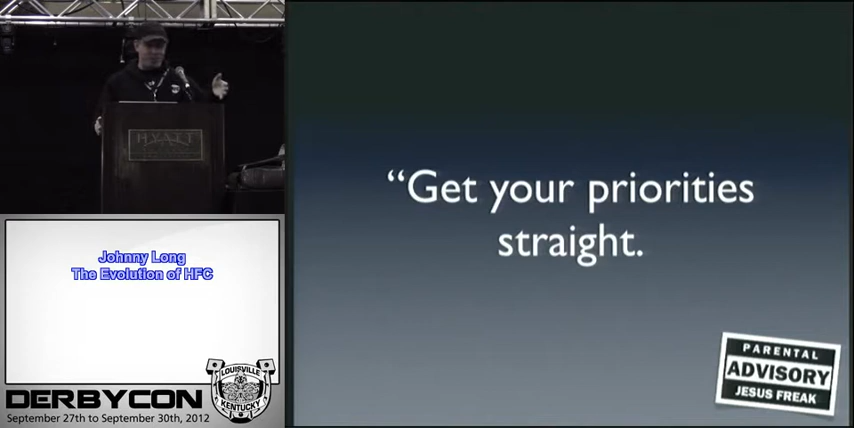 HYATT
Johnny Long
The Evolution of HFC
DERBYCON
September 27th to September 30th, 2012
LOUISVILLE
KENTUCKY
“Get your priorities
straight.
PARENTAL
ADVISORY
JESUS FREAK